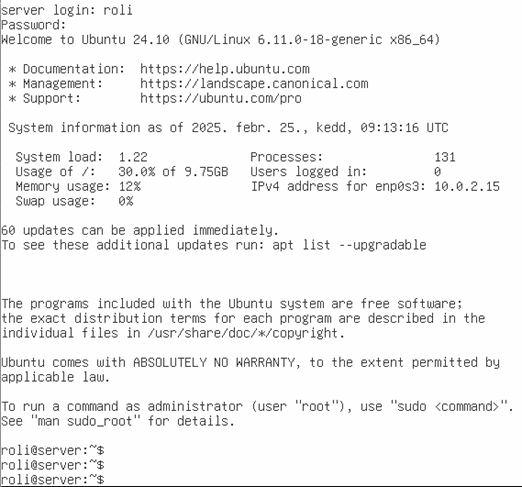 server login: roli
Password:
Welcome to Ubuntu 24.10 (GNU/Linux 6.11.0-18-generic x86_64)
* Documentation:  https://help.ubuntu.com
* Management:     https://landscape.canonical.com
* Support:        https://ubuntu.com/pro
System information as of 2025. febr. 25., kedd, 09:13:16 UTC
System load:  1.22              Processes:               131
Usage of /:   30.0% of 9.75GB   Users logged in:         0
Memory usage: 12%               IPv4 address for enp0s3: 10.0.2.15
Swap usage:   0%
60 updates can be applied immediately.
To see these additional updates run: apt list --upgradable
The programs included with the Ubuntu system are free software;
the exact distribution terms for each program are described in the
individual files in /usr/share/doc/*/copyright.
Ubuntu comes with ABSOLUTELY NO WARRANTY, to the extent permitted by
applicable law.
To run a command as administrator (user "root"), use "sudo <command>".
See "man sudo_root" for details.
roli@server:~$
roli@server:~$
roli@server:~$